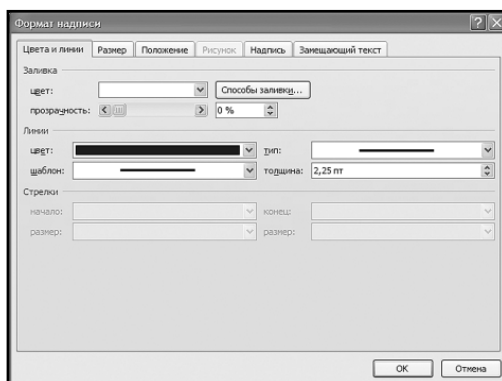 Формат надписи
Цвета и линии Размер Положение Рисунок Надпись Замещающий текст
Заливка
цвет: Способы заливки...
прозрачность: 0 %
Линии
цвет: тип:
шаблон: толщина: 2,25 пт
Стрелки
начало: конец:
размер: размер:
ОК Отмена